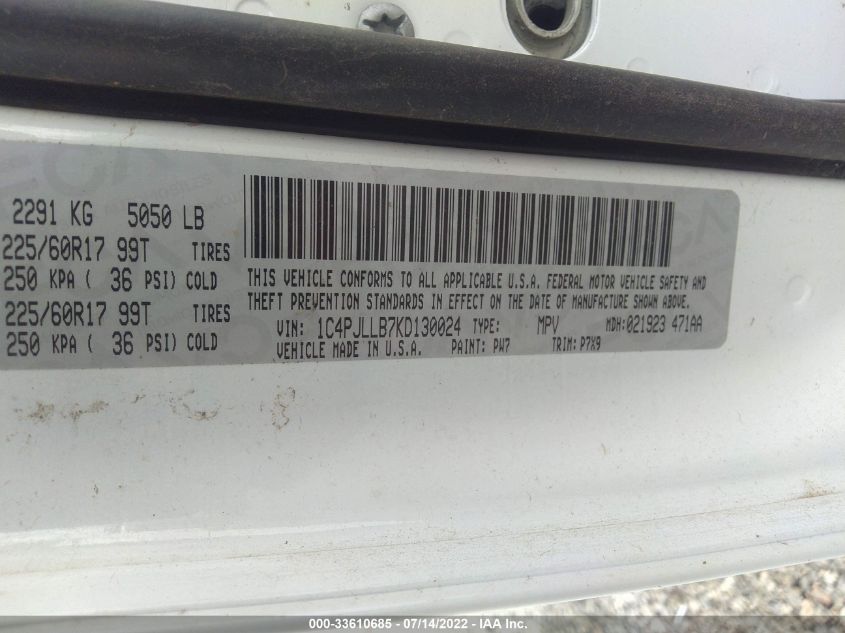 2291 KG 5050 LB
225/60R17 99T TIRES
250 KPA ( 36 PSI) COLD
225/60R17 99T TIRES
250 KPA ( 36 PSI) COLD
THIS VEHICLE CONFORMS TO ALL APPLICABLE U.S.A. FEDERAL MOTOR VEHICLE SAFETY AND
THEFT PREVENTION STANDARDS IN EFFECT ON THE DATE OF MANUFACTURE SHOWN ABOVE.
VIN: 1C4PJLLB7KD130024 TYPE: MPV MDH: 021923 471AA
VEHICLE MADE IN U.S.A. PAINT: PW7 TRIM: P7X9
000-33610685 - 07/14/2022 - © IAA Inc.